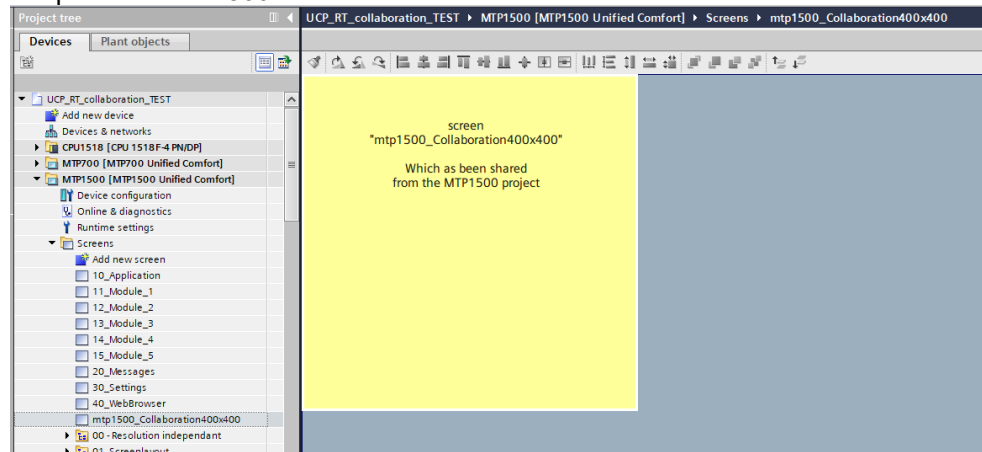 Project tree
UCP_RT_collaboration_TEST ▸ MTP1500 [MTP1500 Unified Comfort] ▸ Screens ▸ mtp1500_Collaboration400x400
Devices
Plant objects
UCP_RT_collaboration_TEST
Add new device
Devices & networks
CPU1518 [CPU 1518F-4 PN/DP]
MTP700 [MTP700 Unified Comfort]
MTP1500 [MTP1500 Unified Comfort]
Device configuration
Online & diagnostics
Runtime settings
Screens
Add new screen
10_Application
11_Module_1
12_Module_2
13_Module_3
14_Module_4
15_Module_5
20_Messages
30_Settings
40_WebBrowser
mtp1500_Collaboration400x400
00 - Resolution independant
01_Screenlayout
screen
"mtp1500_Collaboration400x400"
Which as been shared
from the MTP1500 project